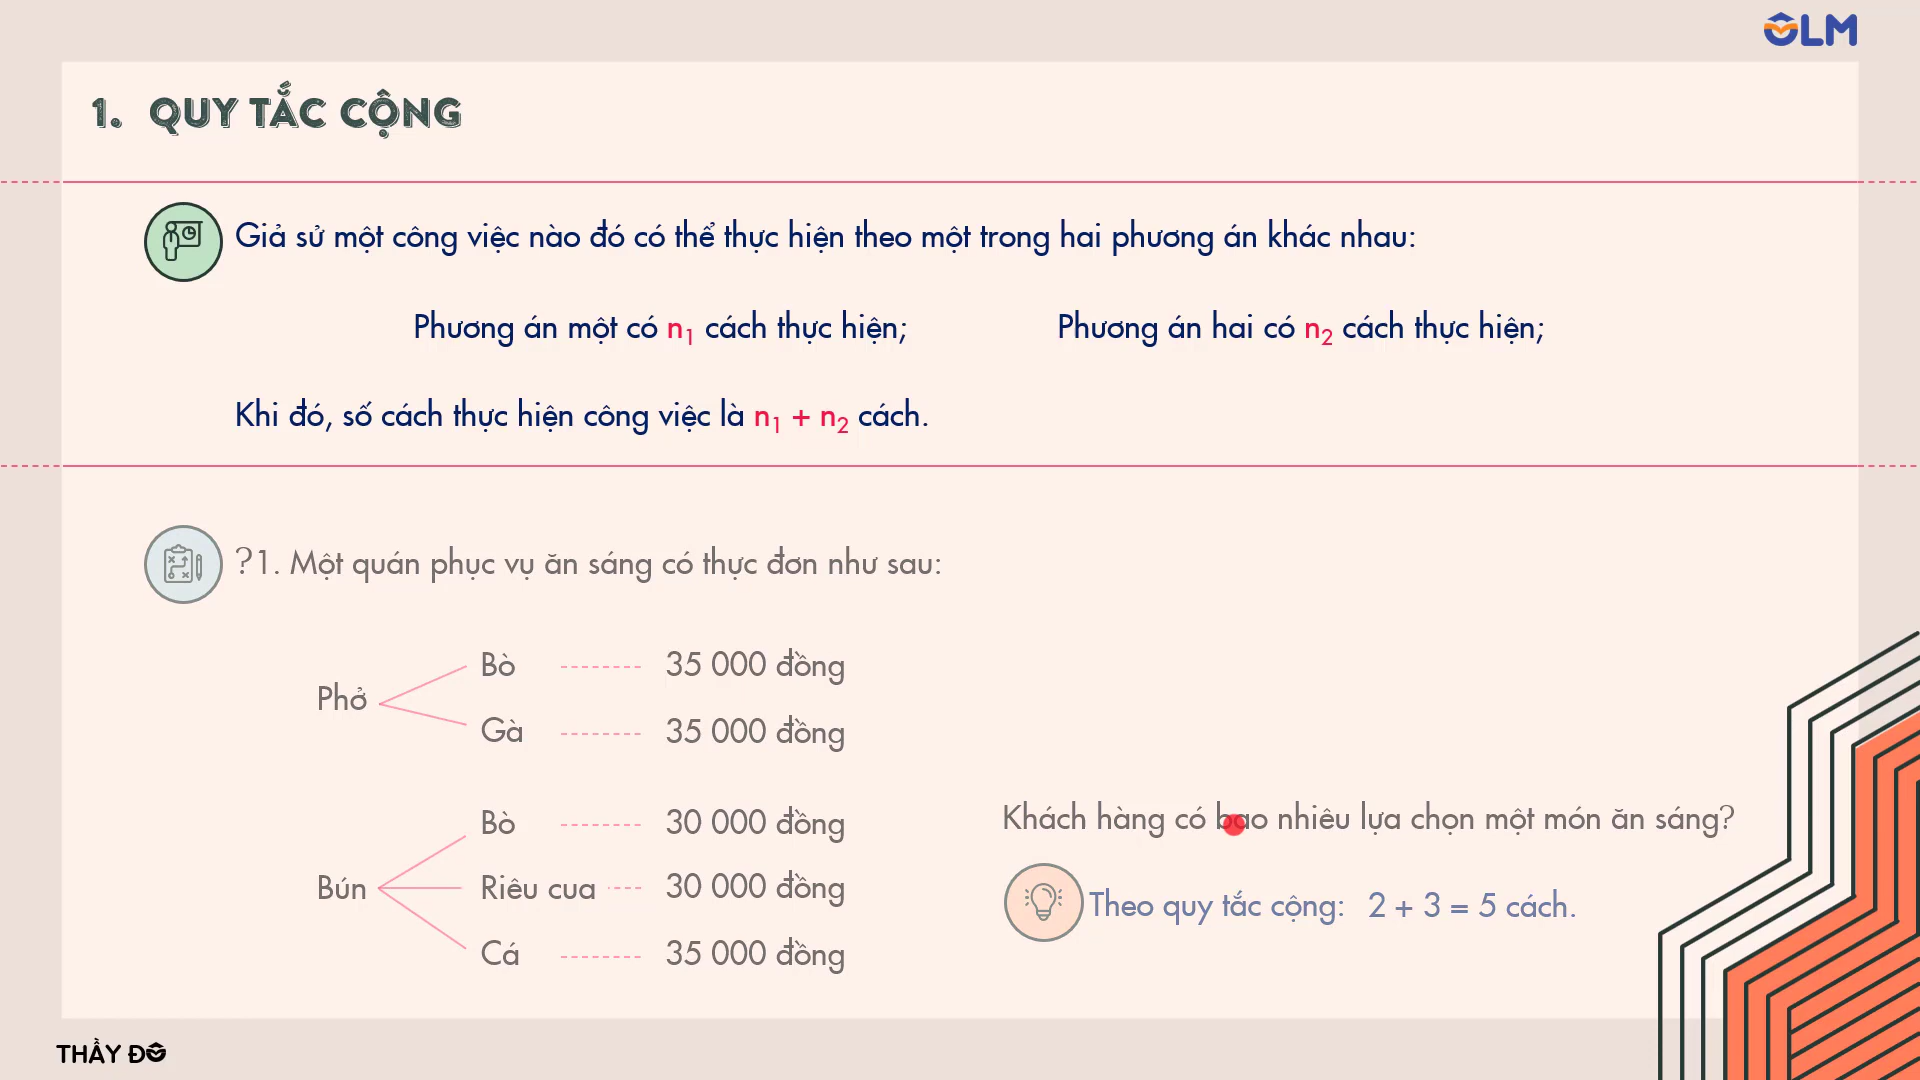 OLM
1. QUY TẮC CỘNG
Giả sử một công việc nào đó có thể thực hiện theo một trong hai phương án khác nhau:
Phương án một có n₁ cách thực hiện; Phương án hai có n₂ cách thực hiện;
Khi đó, số cách thực hiện công việc là n₁ + n₂ cách.
?1. Một quán phục vụ ăn sáng có thực đơn như sau:
Phở
Bò 35 000 đồng
Gà 35 000 đồng
Bún
Bò 30 000 đồng
Riêu cua 30 000 đồng
Cá 35 000 đồng
Khách hàng có bao nhiêu lựa chọn một món ăn sáng?
Theo quy tắc cộng: 2 + 3 = 5 cách.
THẦY ĐÔ